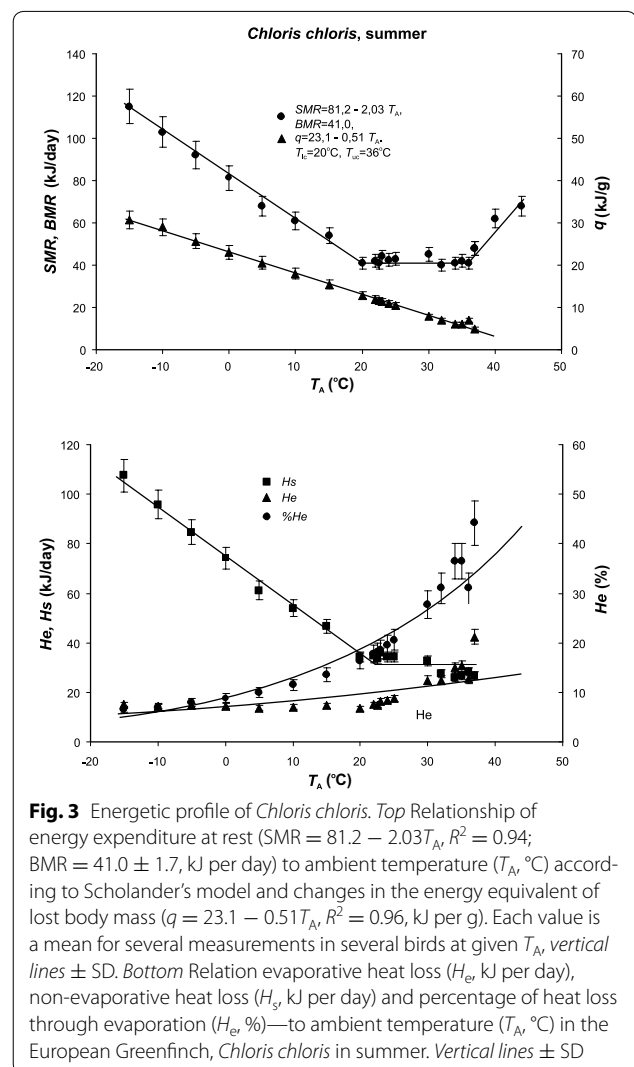 Chloris chloris, summer
140
120
100
80
60
40
20
0
SMR, BMR (kJ/day)
70
60
50
40
30
20
10
0
q (kJ/g)
SMR=81,2 - 2,03 TA,
BMR=41,0,
q=23,1 - 0,51 TA.
Tlc=20°C, Tuc=36°C
-20 -10 0 10 20 30 40 50
TA (°C)
120
100
80
60
40
20
0
He, Hs (kJ/day)
60
50
40
30
20
10
0
He (%)
Hs
He
%He
He
-20 -10 0 10 20 30 40 50
TA (°C)
Fig. 3 Energetic profile of Chloris chloris. Top Relationship of
energy expenditure at rest (SMR = 81.2 − 2.03TA, R² = 0.94;
BMR = 41.0 ± 1.7, kJ per day) to ambient temperature (TA, °C) accord-
ing to Scholander's model and changes in the energy equivalent of
lost body mass (q = 23.1 − 0.51TA, R² = 0.96, kJ per g). Each value is
a mean for several measurements in several birds at given TA, vertical
lines ± SD. Bottom Relation evaporative heat loss (He, kJ per day),
non-evaporative heat loss (Hs, kJ per day) and percentage of heat loss
through evaporation (He, %)—to ambient temperature (TA, °C) in the
European Greenfinch, Chloris chloris in summer. Vertical lines ± SD